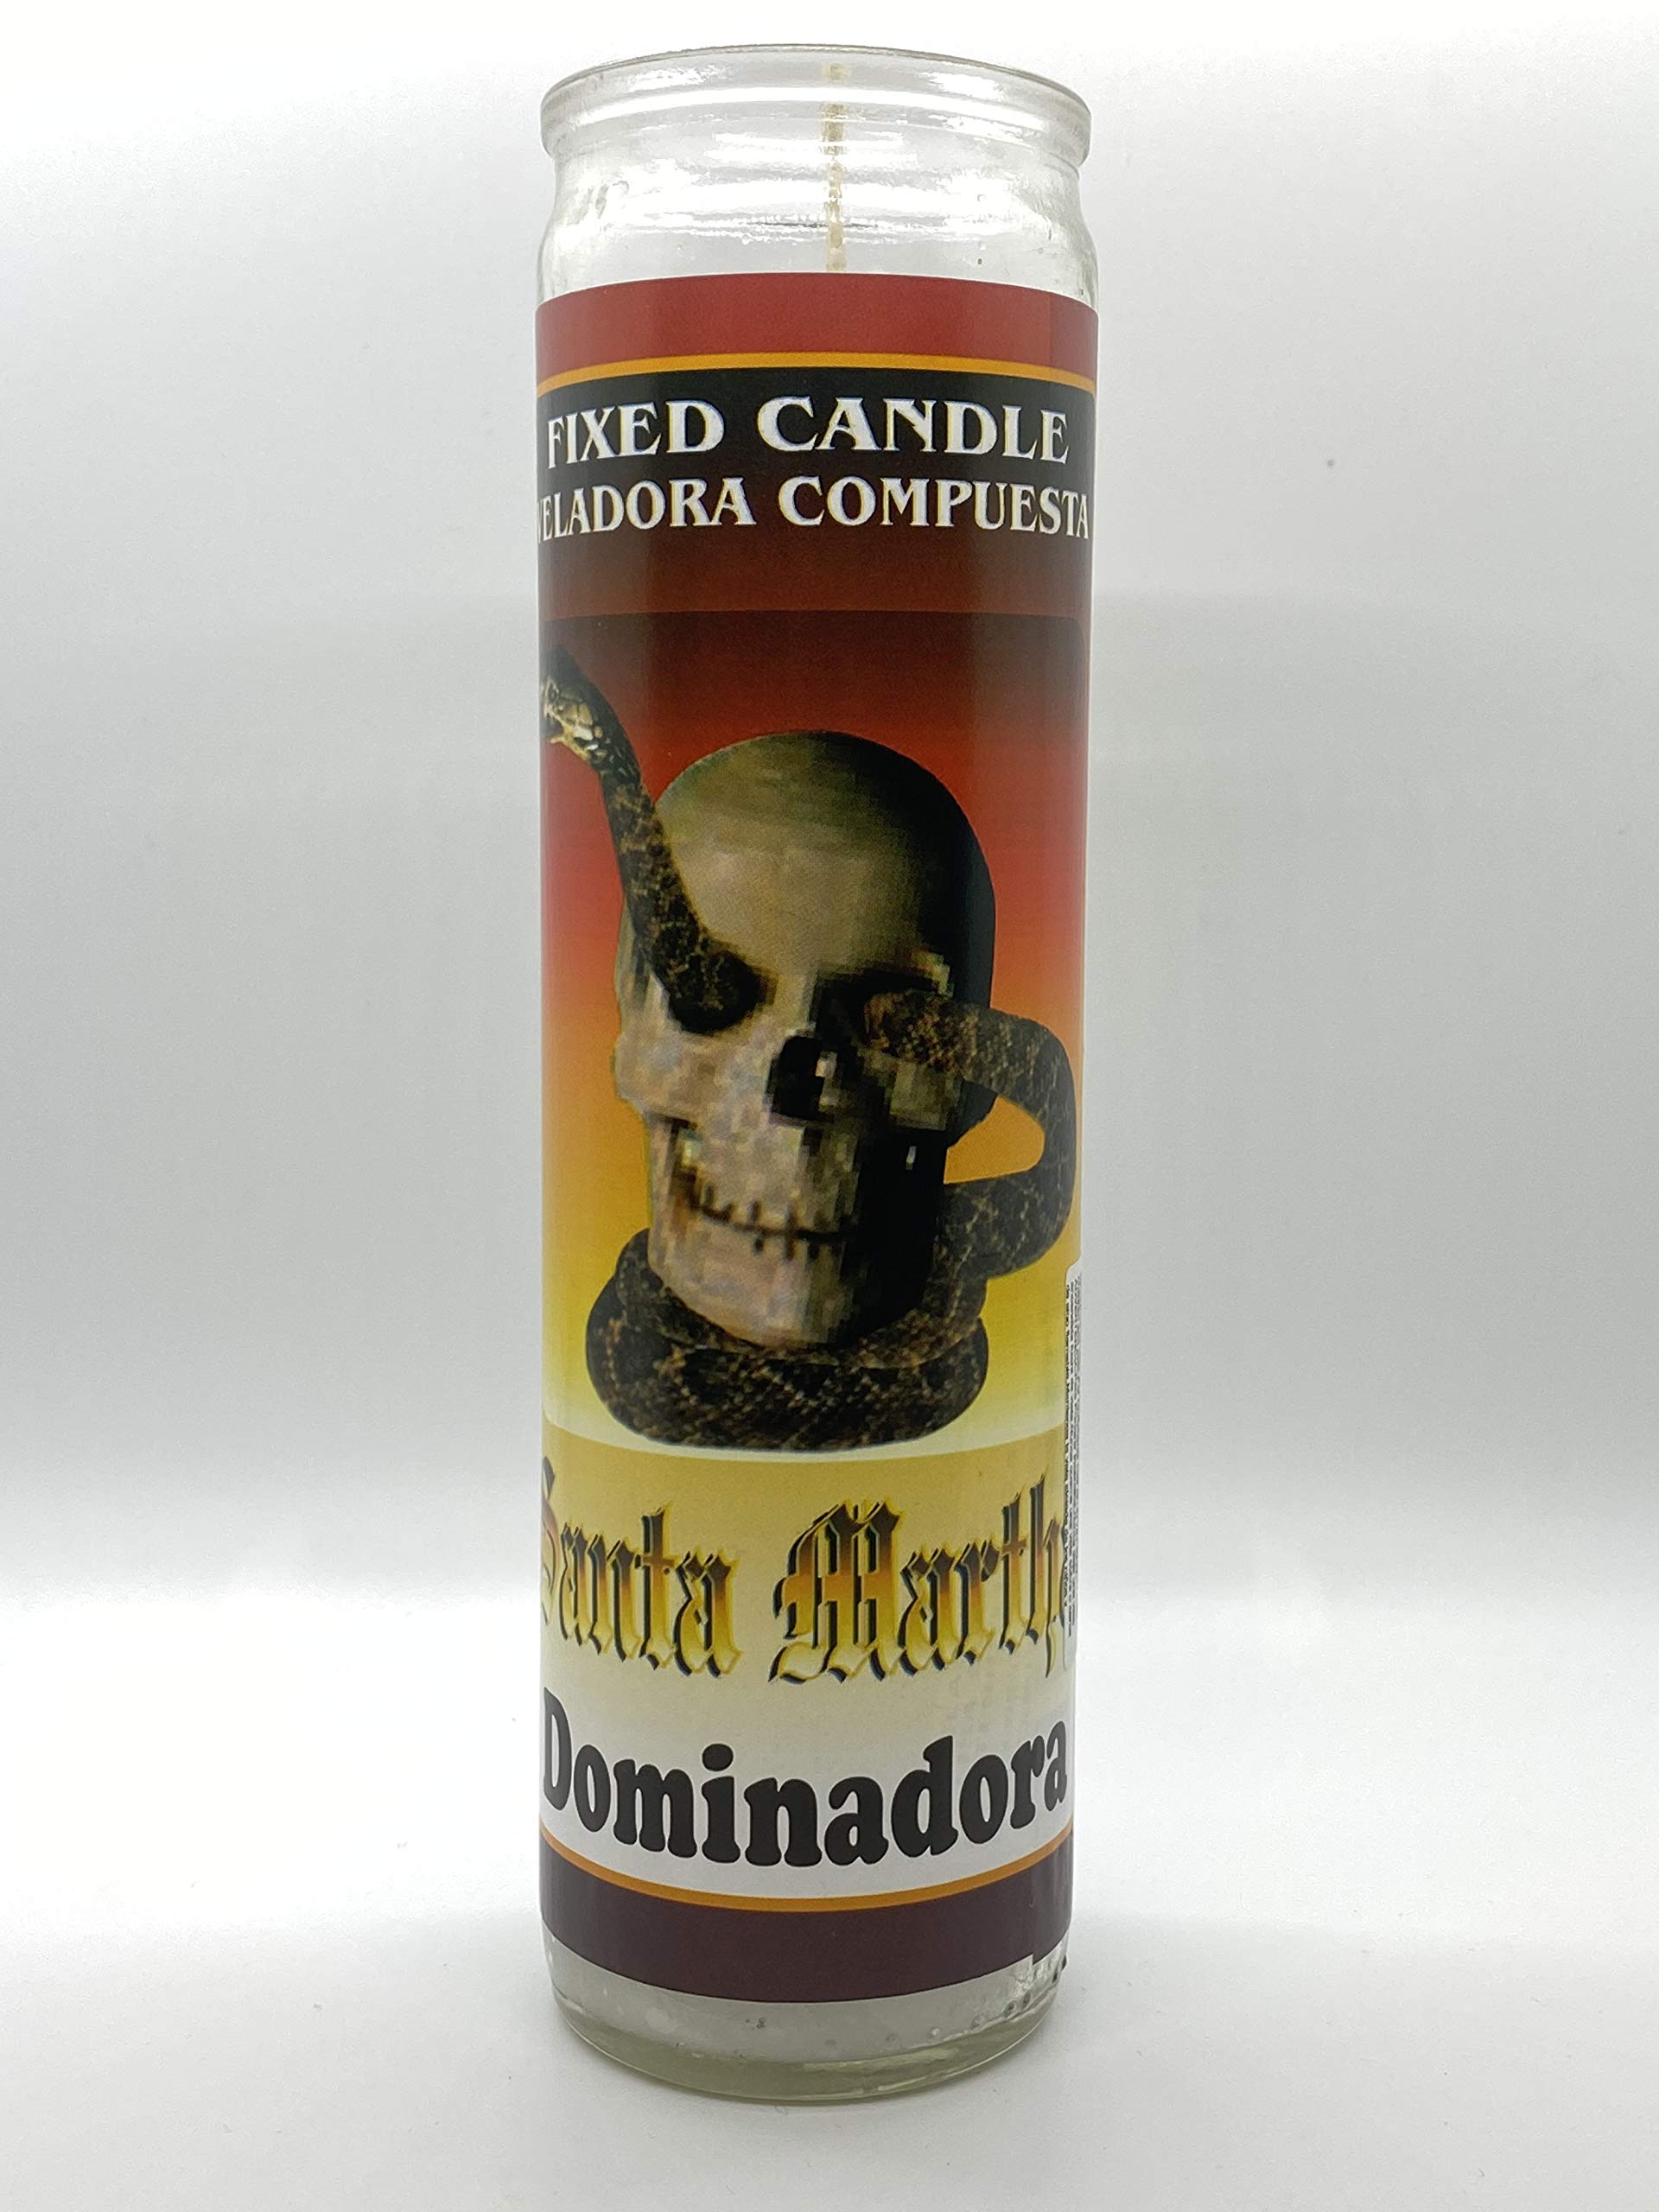 FIXED CANDLE
VELADORA COMPUESTA
Santa Martha
Dominadora